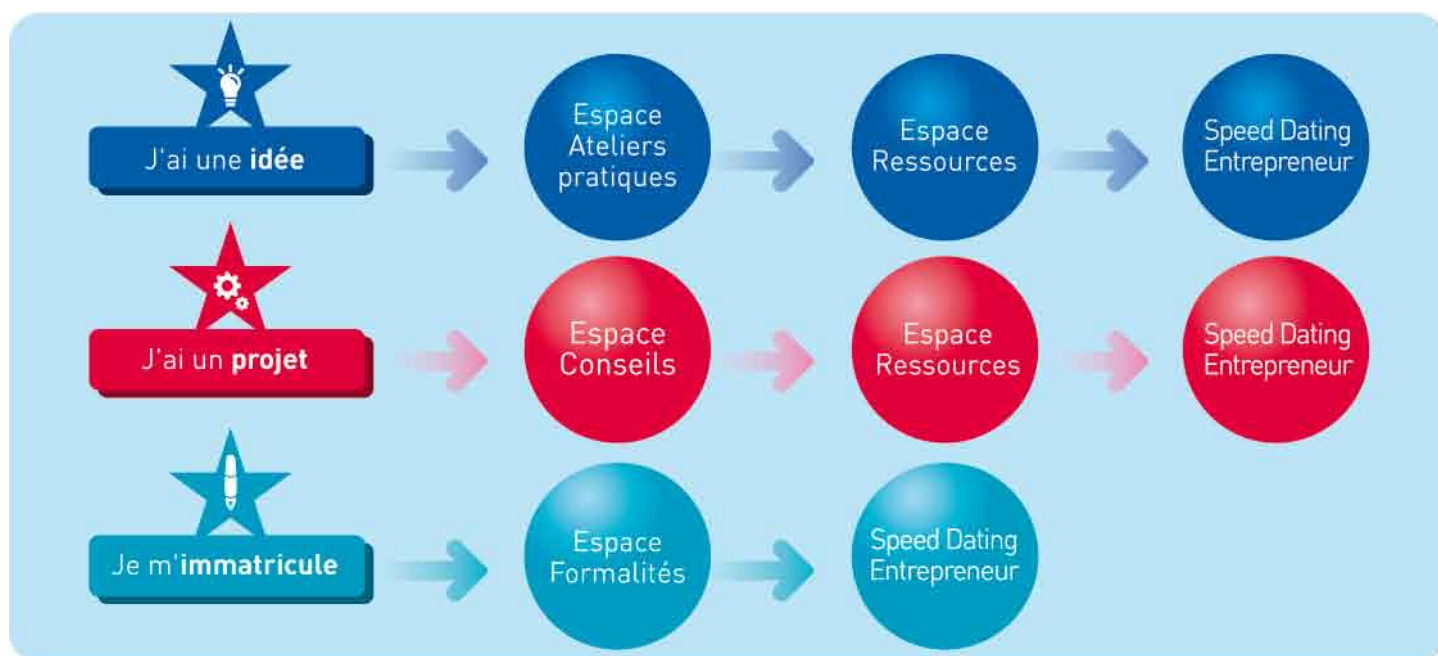 J'ai une idée
Espace
Ateliers
pratiques
Espace
Ressources
Speed Dating
Entrepreneur
J'ai un projet
Espace
Conseils
Espace
Ressources
Speed Dating
Entrepreneur
Je m'immatricule
Espace
Formalités
Speed Dating
Entrepreneur